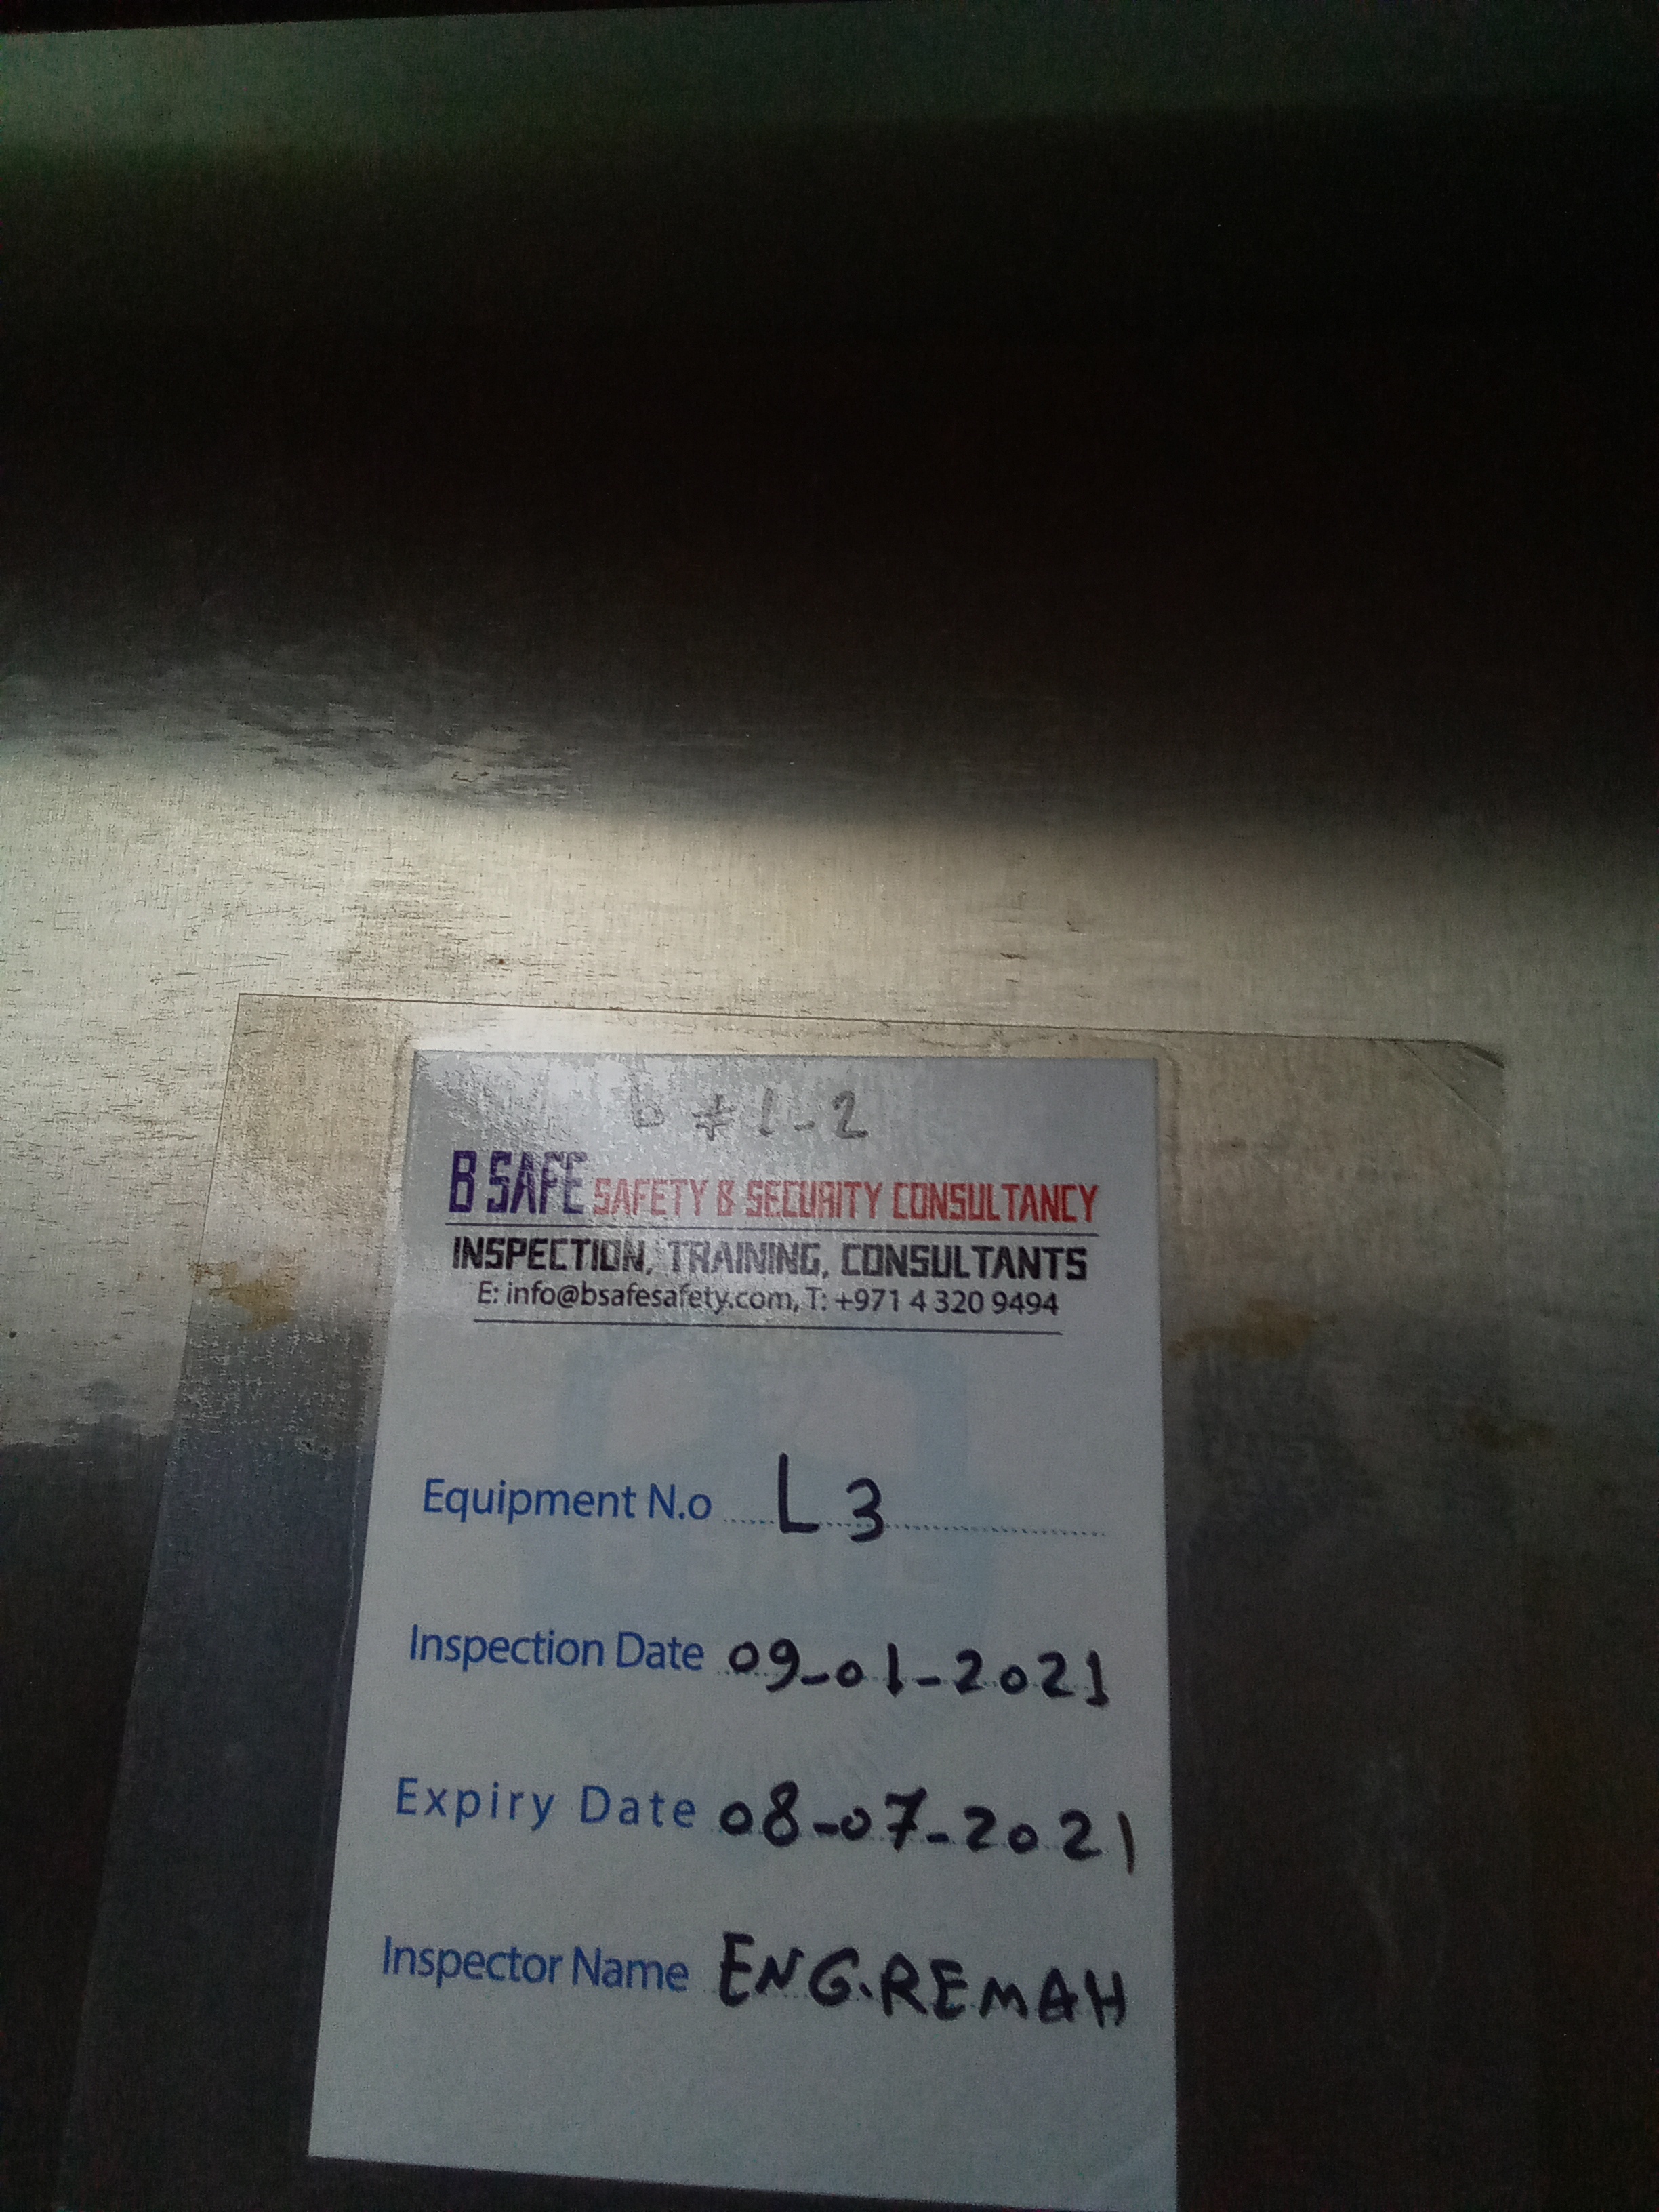 b # 1-2
B SAFE SAFETY & SECURITY CONSULTANCY
INSPECTION, TRAINING, CONSULTANTS
E: info@bsafesafety.com, T: +971 4 320 9494
Equipment N.o L3
Inspection Date 09-01-2021
Expiry Date 08-07-2021
Inspector Name ENG.REMAH